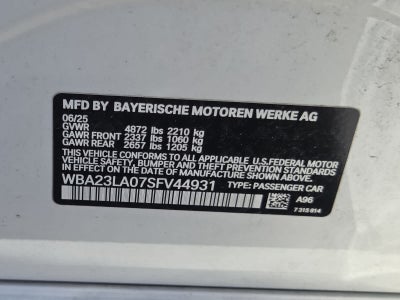 MFD BY BAYERISCHE MOTOREN WERKE AG
06/25
GVWR 4872 lbs 2210 kg
GAWR FRONT 2337 lbs 1060 kg
GAWR REAR 2657 lbs 1205 kg
THIS VEHICLE CONFORMS TO ALL APPLICABLE U.S.FEDERAL MOTOR
VEHICLE SAFETY, BUMPER, AND THEFT PREVENTION STANDARDS
IN EFFECT ON THE DATE OF MANUFACTURE SHOWN ABOVE.
WBA23LA07SFV44931 TYPE: PASSENGER CAR
A96
7 315 814